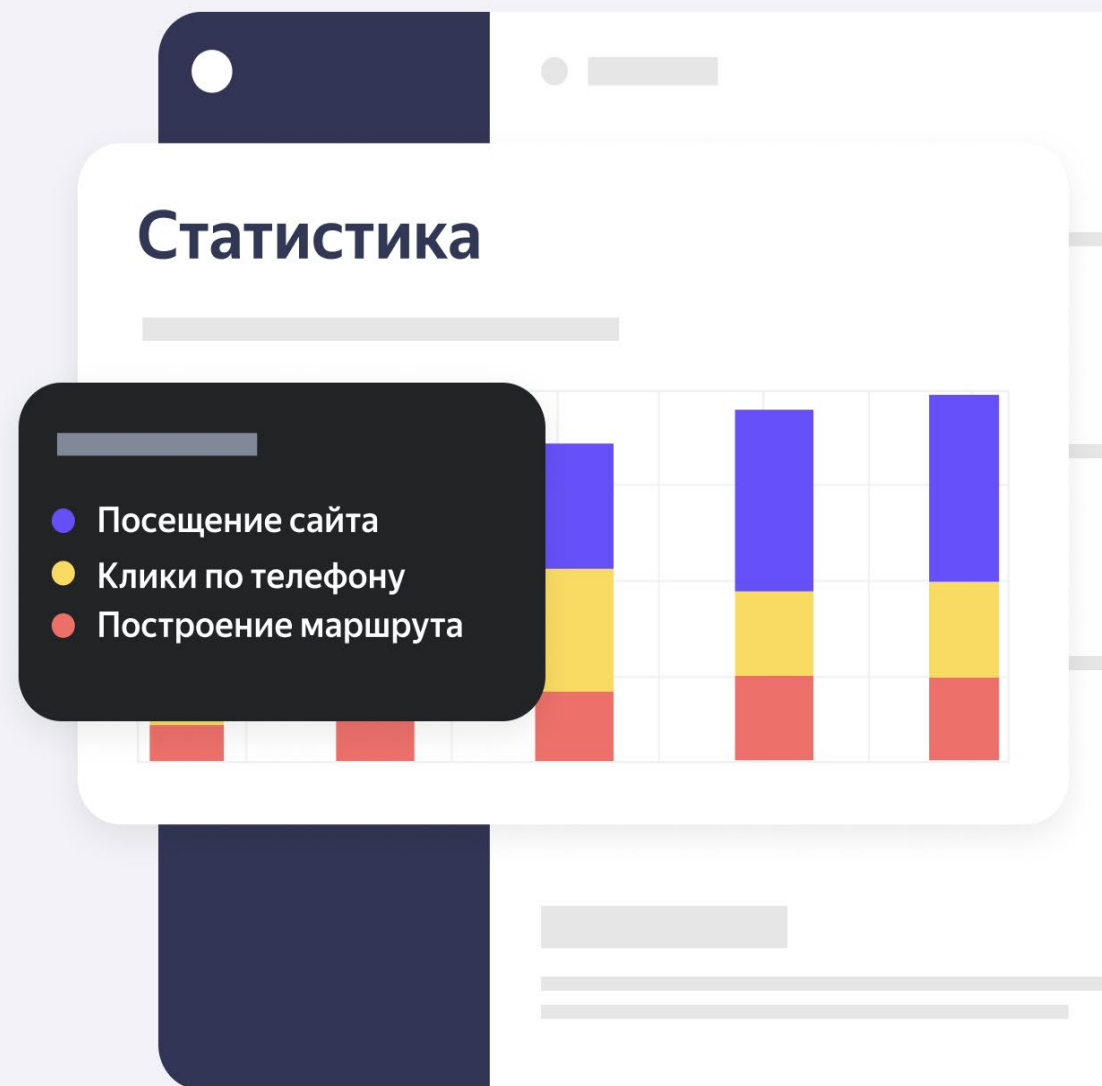 Статистика
Посещение сайта
Клики по телефону
Построение маршрута